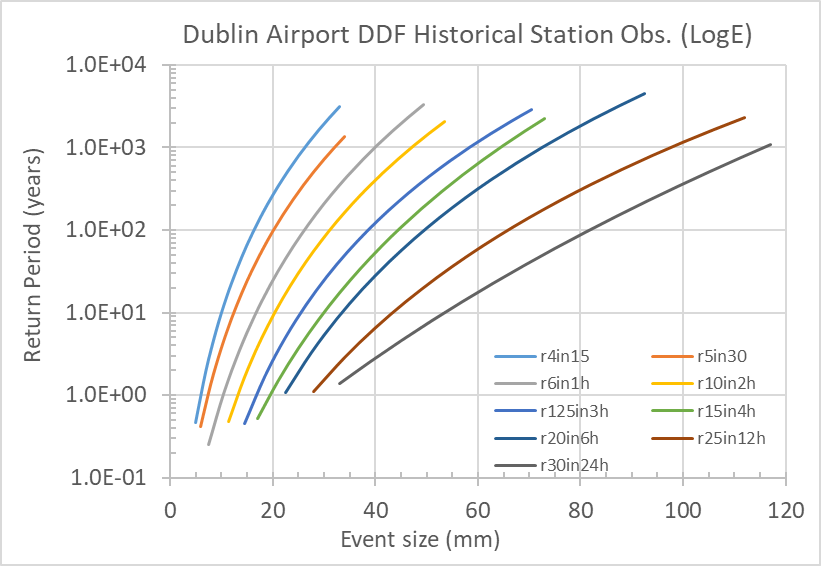 Dublin Airport DDF Historical Station Obs. (LogE)
1.0E+04
1.0E+03
1.0E+02
1.0E+01
1.0E+00
1.0E-01
Return Period (years)
r4in15 r5in30
r6in1h r10in2h
r125in3h r15in4h
r20in6h r25in12h
r30in24h
0 20 40 60 80 100 120
Event size (mm)